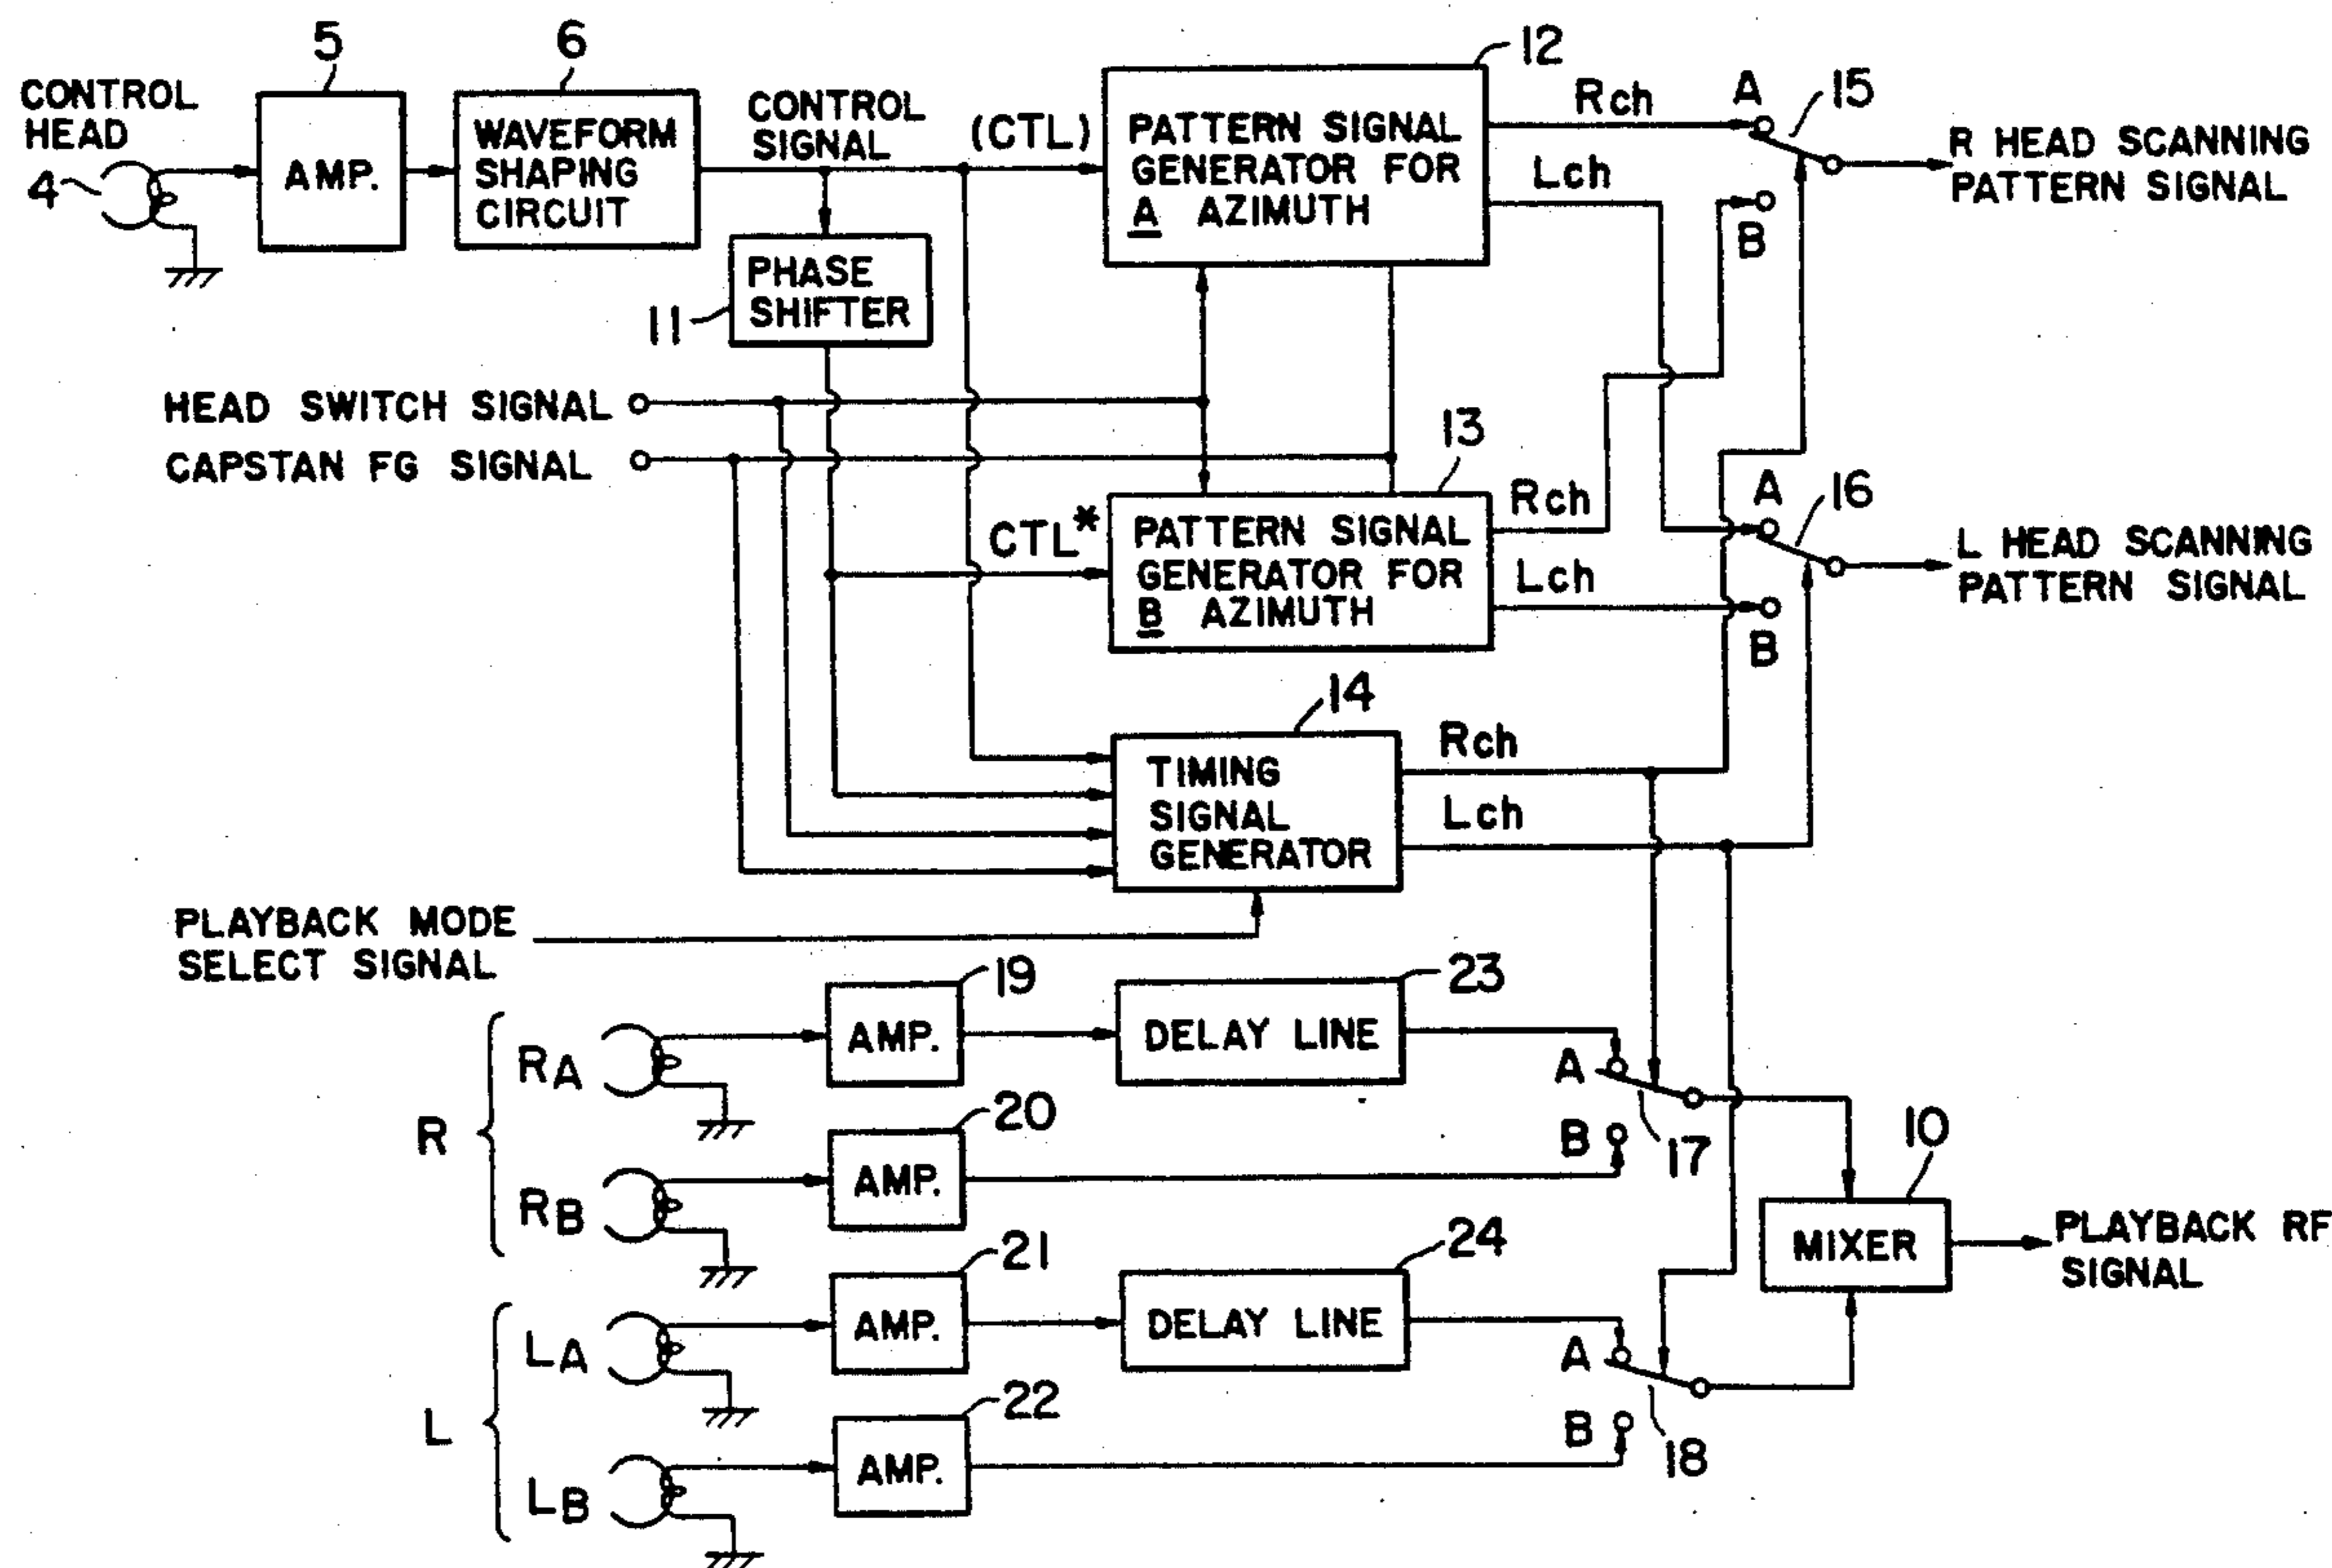 5
6
12
CONTROL
HEAD
4
AMP.
WAVEFORM
SHAPING
CIRCUIT
CONTROL
SIGNAL
(CTL)
PATTERN SIGNAL
GENERATOR FOR
A AZIMUTH
Rch
Lch
A
15
B
R HEAD SCANNING
PATTERN SIGNAL
11
PHASE
SHIFTER
HEAD SWITCH SIGNAL
CAPSTAN FG SIGNAL
13
CTL*
PATTERN SIGNAL
GENERATOR FOR
B AZIMUTH
Rch
Lch
A
16
B
L HEAD SCANNING
PATTERN SIGNAL
14
TIMING
SIGNAL
GENERATOR
Rch
Lch
PLAYBACK MODE
SELECT SIGNAL
19
23
R
RA
AMP.
DELAY LINE
A
20
RB
AMP.
B
17
10
MIXER
PLAYBACK RF
SIGNAL
21
24
L
LA
AMP.
DELAY LINE
A
22
LB
AMP.
B
18